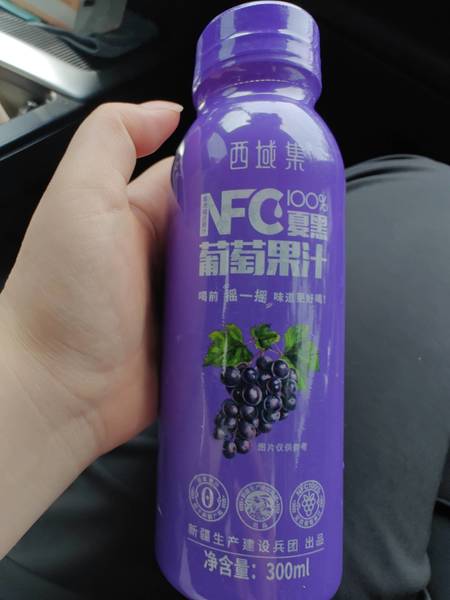 西域集
NFC 100%
夏黑
葡萄果汁
喝前“摇一摇”味道更好喝!
图片仅供参考
新疆生产建设兵团 出品
净含量: 300ml